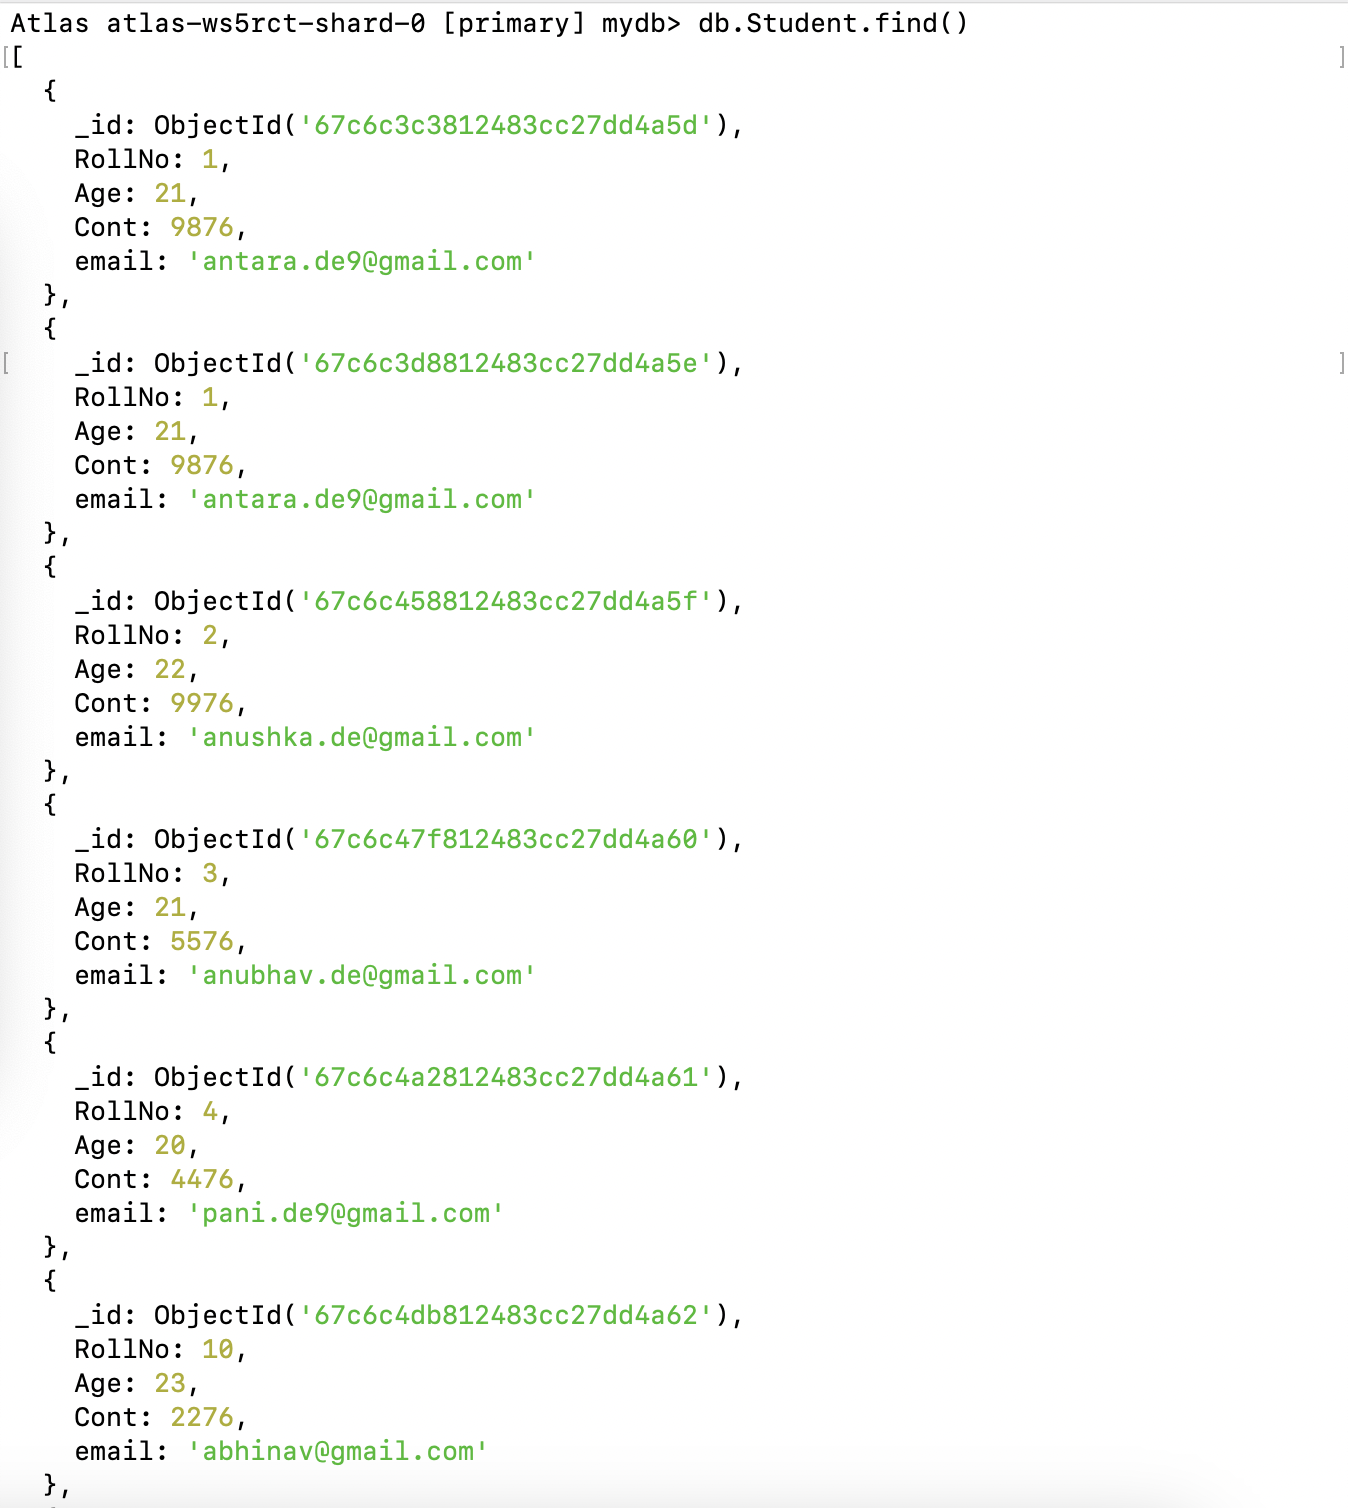 Atlas atlas-ws5rct-shard-0 [primary] mydb> db.Student.find()
[[ ]
{
_id: ObjectId('67c6c3c3812483cc27dd4a5d'),
RollNo: 1,
Age: 21,
Cont: 9876,
email: 'antara.de9@gmail.com'
},
{
[ _id: ObjectId('67c6c3d8812483cc27dd4a5e'), ]
RollNo: 1,
Age: 21,
Cont: 9876,
email: 'antara.de9@gmail.com'
},
{
_id: ObjectId('67c6c458812483cc27dd4a5f'),
RollNo: 2,
Age: 22,
Cont: 9976,
email: 'anushka.de@gmail.com'
},
{
_id: ObjectId('67c6c47f812483cc27dd4a60'),
RollNo: 3,
Age: 21,
Cont: 5576,
email: 'anubhav.de@gmail.com'
},
{
_id: ObjectId('67c6c4a2812483cc27dd4a61'),
RollNo: 4,
Age: 20,
Cont: 4476,
email: 'pani.de9@gmail.com'
},
{
_id: ObjectId('67c6c4db812483cc27dd4a62'),
RollNo: 10,
Age: 23,
Cont: 2276,
email: 'abhinav@gmail.com'
},